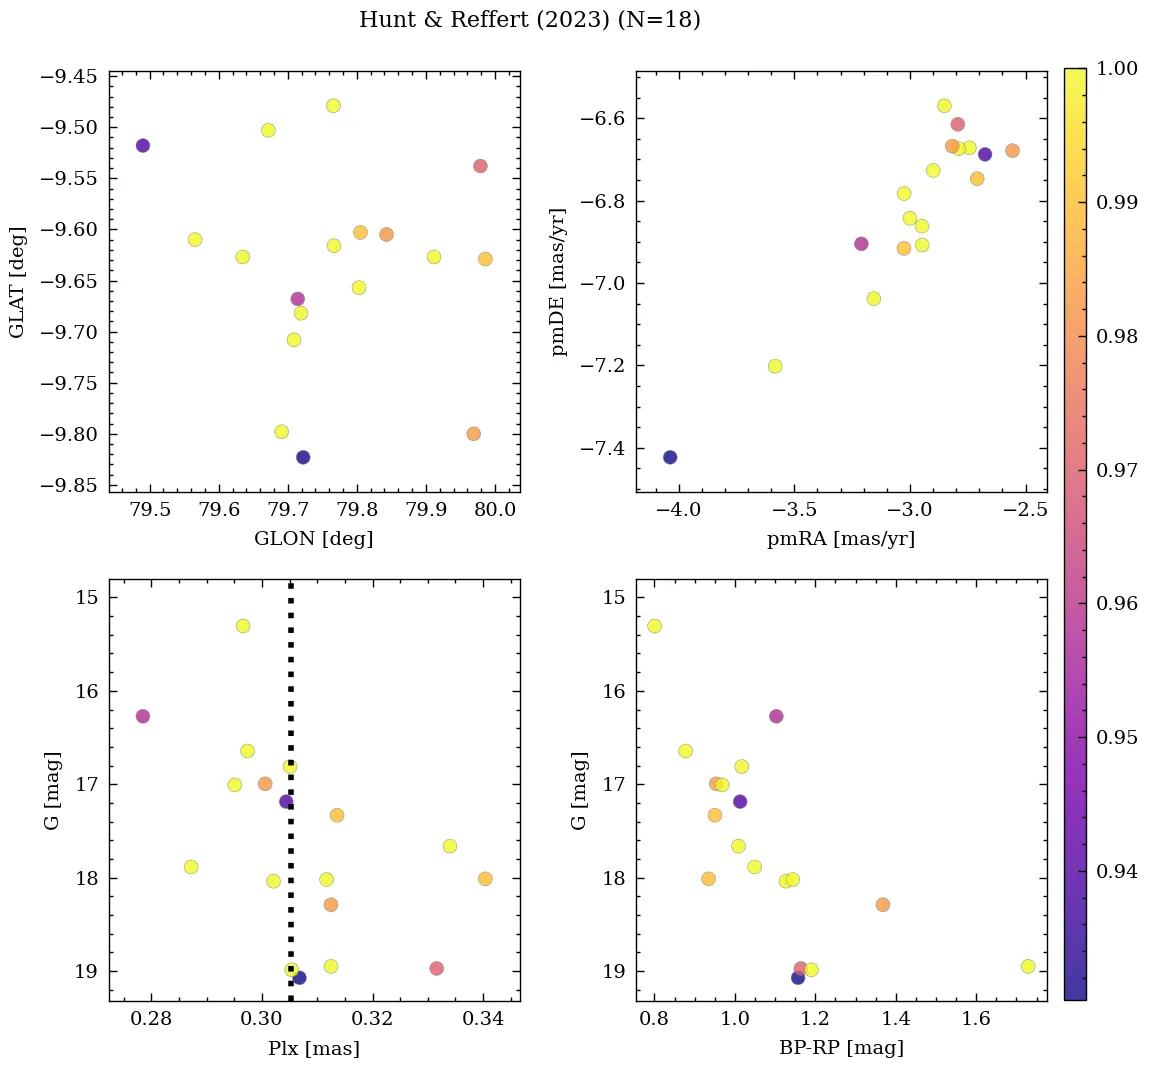 Hunt & Reffert (2023) (N=18)
−9.45
−9.50
−9.55
−9.60
−9.65
−9.70
−9.75
−9.80
−9.85
GLAT [deg]
79.5 79.6 79.7 79.8 79.9 80.0
GLON [deg]
−6.6
−6.8
−7.0
−7.2
−7.4
pmDE [mas/yr]
−4.0 −3.5 −3.0 −2.5
pmRA [mas/yr]
15
16
17
18
19
G [mag]
0.28 0.30 0.32 0.34
Plx [mas]
15
16
17
18
19
G [mag]
0.8 1.0 1.2 1.4 1.6
BP-RP [mag]
1.00
0.99
0.98
0.97
0.96
0.95
0.94